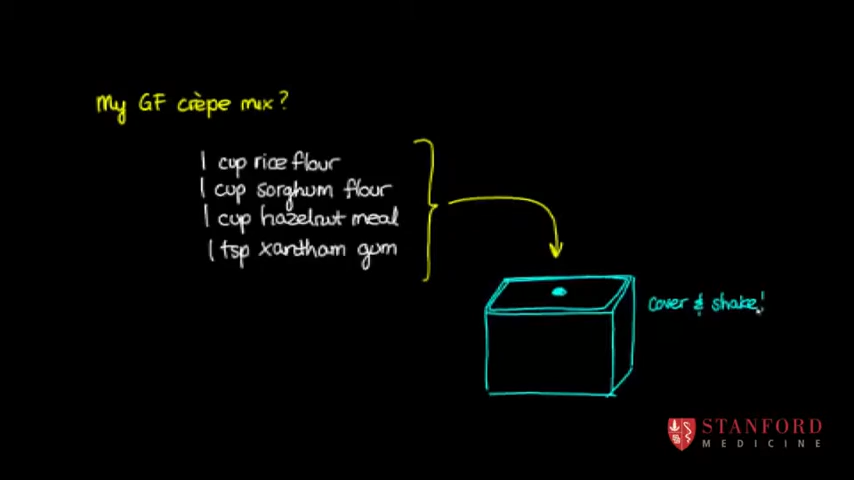 My GF crèpe mix?
1 cup rice flour
1 cup sorghum flour
1 cup hazelnut meal
1 tsp xantham gum
cover & shake!
STANFORD
MEDICINE